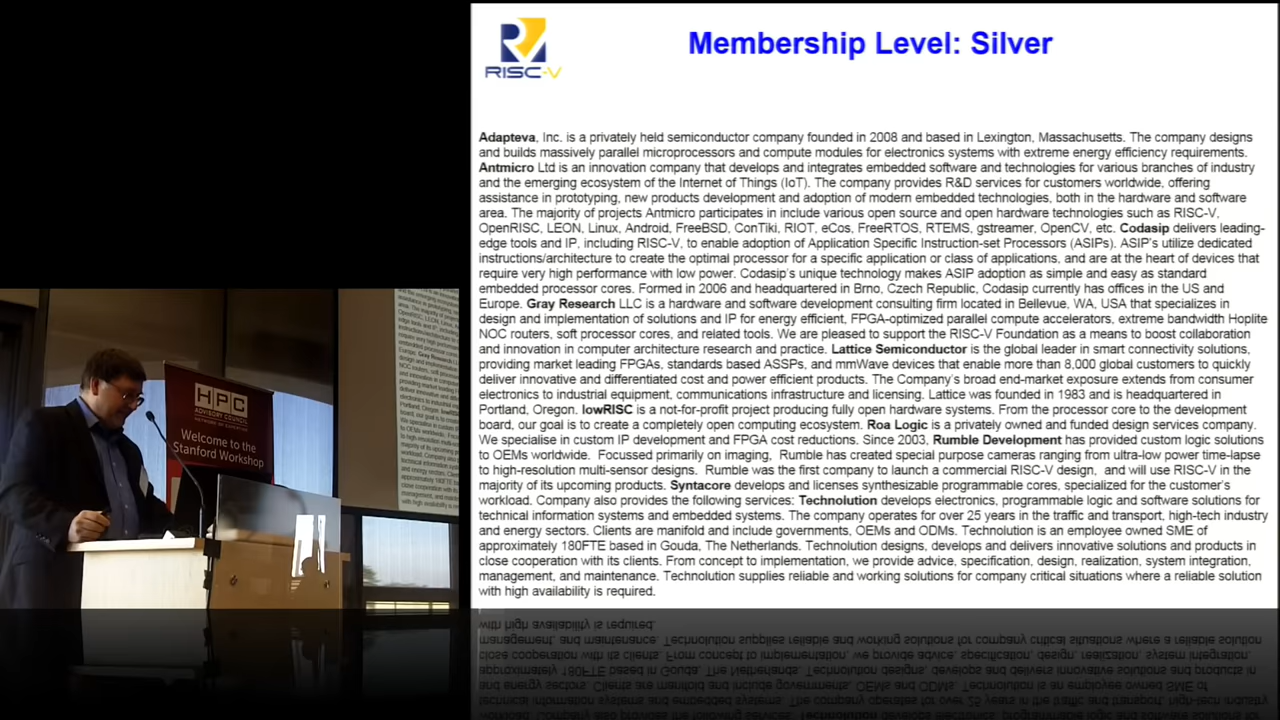 RISC-V
Membership Level: Silver
Adapteva, Inc. is a privately held semiconductor company founded in 2008 and based in Lexington, Massachusetts. The company designs
and builds massively parallel microprocessors and compute modules for electronics systems with extreme energy efficiency requirements.
Antmicro Ltd is an innovation company that develops and integrates embedded software and technologies for various branches of industry
and the emerging ecosystem of the Internet of Things (IoT). The company provides R&D services for customers worldwide, offering
assistance in prototyping, new products development and adoption of modern embedded technologies, both in the hardware and software
area. The majority of projects Antmicro participates in include various open source and open hardware technologies such as RISC-V,
OpenRISC, LEON, Linux, Android, FreeBSD, ConTiki, RIOT, eCos, FreeRTOS, RTEMS, gstreamer, OpenCV, etc. Codasip delivers leading-
edge tools and IP, including RISC-V, to enable adoption of Application Specific Instruction-set Processors (ASIPs). ASIP's utilize dedicated
instructions/architecture to create the optimal processor for a specific application or class of applications, and are at the heart of devices that
require very high performance with low power. Codasip's unique technology makes ASIP adoption as simple and easy as standard
embedded processor cores. Formed in 2006 and headquartered in Brno, Czech Republic, Codasip currently has offices in the US and
Europe. Gray Research LLC is a hardware and software development consulting firm located in Bellevue, WA, USA that specializes in
design and implementation of solutions and IP for energy efficient, FPGA-optimized parallel compute accelerators, extreme bandwidth Hoplite
NOC routers, soft processor cores, and related tools. We are pleased to support the RISC-V Foundation as a means to boost collaboration
and innovation in computer architecture research and practice. Lattice Semiconductor is the global leader in smart connectivity solutions,
providing market leading FPGAs, standards based ASSPs, and mmWave devices that enable more than 8,000 global customers to quickly
deliver innovative and differentiated cost and power efficient products. The Company's broad end-market exposure extends from consumer
electronics to industrial equipment, communications infrastructure and licensing. Lattice was founded in 1983 and is headquartered in
Portland, Oregon. lowRISC is a not-for-profit project producing fully open hardware systems. From the processor core to the development
board, our goal is to create a completely open computing ecosystem. Roa Logic is a privately owned and funded design services company.
We specialise in custom IP development and FPGA cost reductions. Since 2003, Rumble Development has provided custom logic solutions
to OEMs worldwide. Focussed primarily on imaging, Rumble has created special purpose cameras ranging from ultra-low power time-lapse
to high-resolution multi-sensor designs. Rumble was the first company to launch a commercial RISC-V design, and will use RISC-V in the
majority of its upcoming products. Syntacore develops and licenses synthesizable programmable cores, specialized for the customer's
workload. Company also provides the following services: Technolution develops electronics, programmable logic and software solutions for
technical information systems and embedded systems. The company operates for over 25 years in the traffic and transport, high-tech industry
and energy sectors. Clients are manifold and include governments, OEMs and ODMs. Technolution is an employee owned SME of
approximately 180FTE based in Gouda, The Netherlands. Technolution designs, develops and delivers innovative solutions and products in
close cooperation with its clients. From concept to implementation, we provide advice, specification, design, realization, system integration,
management, and maintenance. Technolution supplies reliable and working solutions for company critical situations where a reliable solution
with high availability is required.
HPC
ADVISORY COUNCIL
NETWORK OF EXPERTISE
Welcome to the
Stanford Workshop